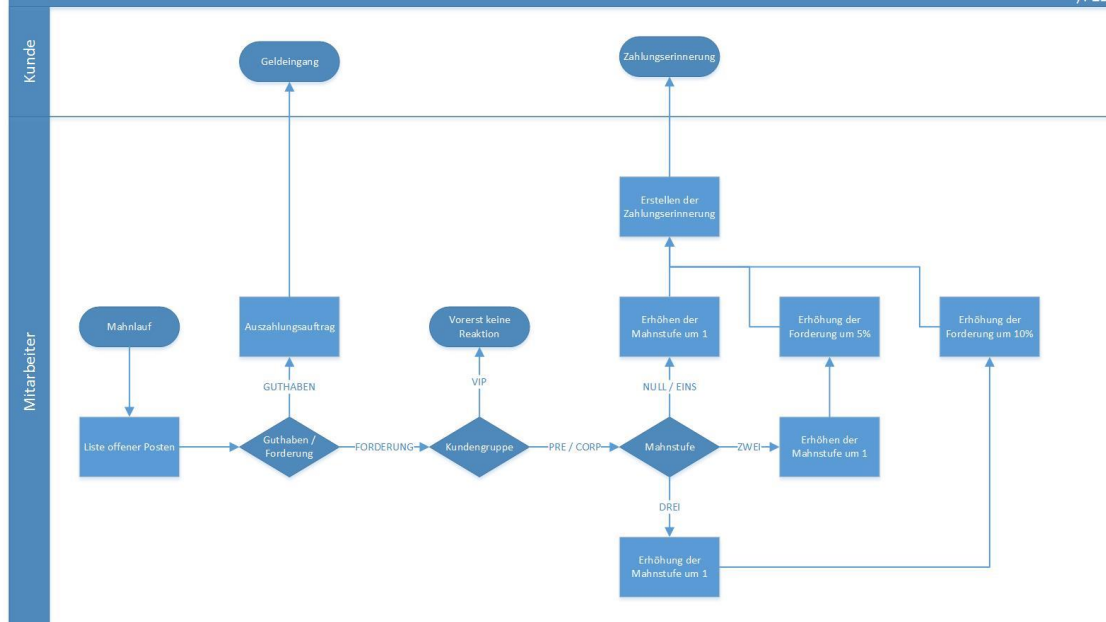 Kunde
Geldeingang
Zahlungserinnerung
Mitarbeiter
Erstellen der
Zahlungserinnerung
Mahnlauf
Auszahlungsauftrag
Vorerst keine
Reaktion
Erhöhen der
Mahnstufe um 1
Erhöhung der
Forderung um 5%
Erhöhung der
Forderung um 10%
GUTHABEN
VIP
NULL / EINS
Liste offener Posten
Guthaben /
Forderung
FORDERUNG
Kundengruppe
PRE / CORP
Mahnstufe
ZWEI
Erhöhen der
Mahnstufe um 1
DREI
Erhöhung der
Mahnstufe um 1